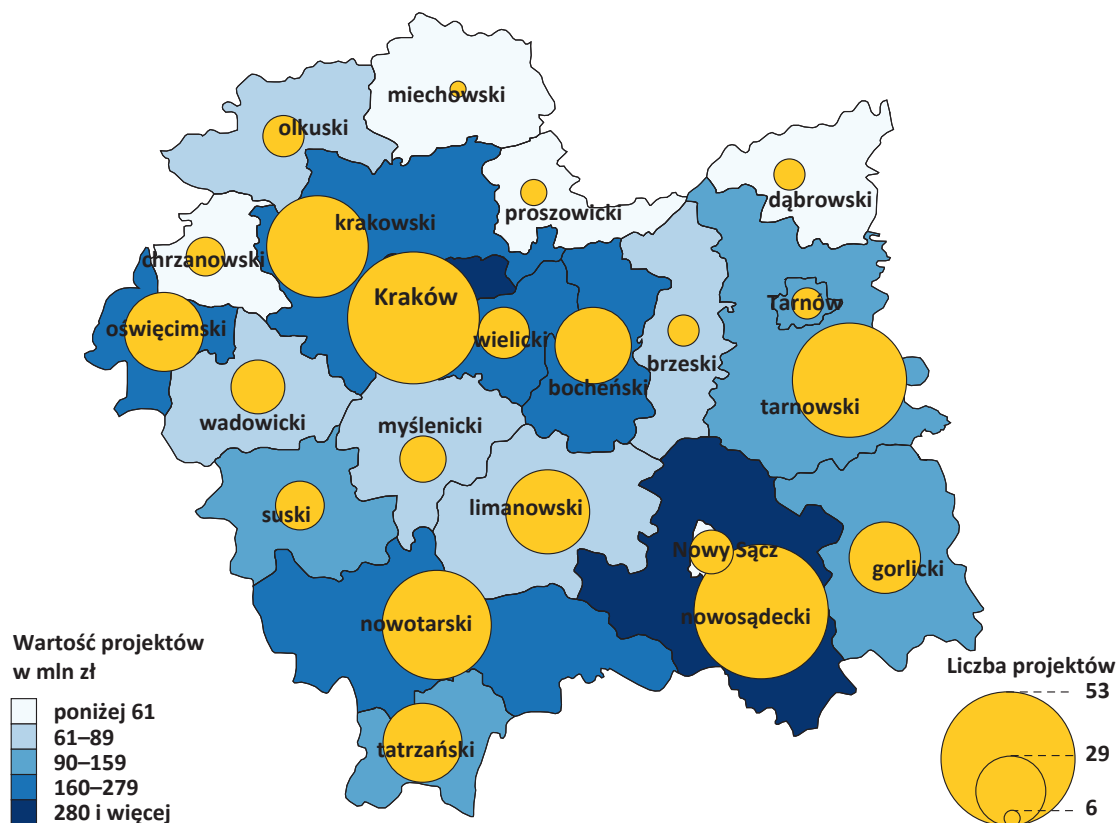 miechowski
olkuski
proszowicki
dąbrowski
krakowski
chrzanowski
Kraków
Tarnów
oświęcimski
wielicki
bocheński
brzeski
tarnowski
wadowicki
myślenicki
limanowski
suski
Nowy Sącz
gorlicki
nowosądecki
nowotarski
tatrzański
Wartość projektów
w mln zł
poniżej 61
61–89
90–159
160–279
280 i więcej
Liczba projektów
53
29
6